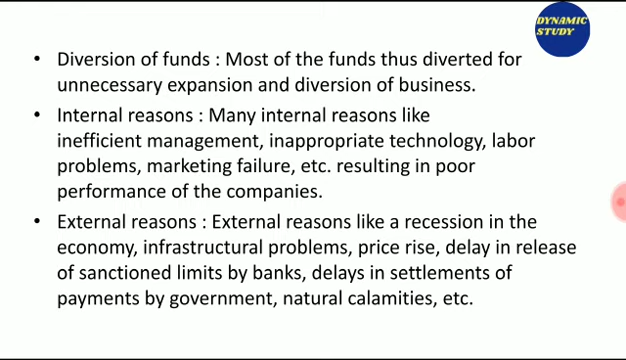 DYNAMIC
STUDY
• Diversion of funds : Most of the funds thus diverted for
unnecessary expansion and diversion of business.
• Internal reasons : Many internal reasons like
inefficient management, inappropriate technology, labor
problems, marketing failure, etc. resulting in poor
performance of the companies.
• External reasons : External reasons like a recession in the
economy, infrastructural problems, price rise, delay in release
of sanctioned limits by banks, delays in settlements of
payments by government, natural calamities, etc.